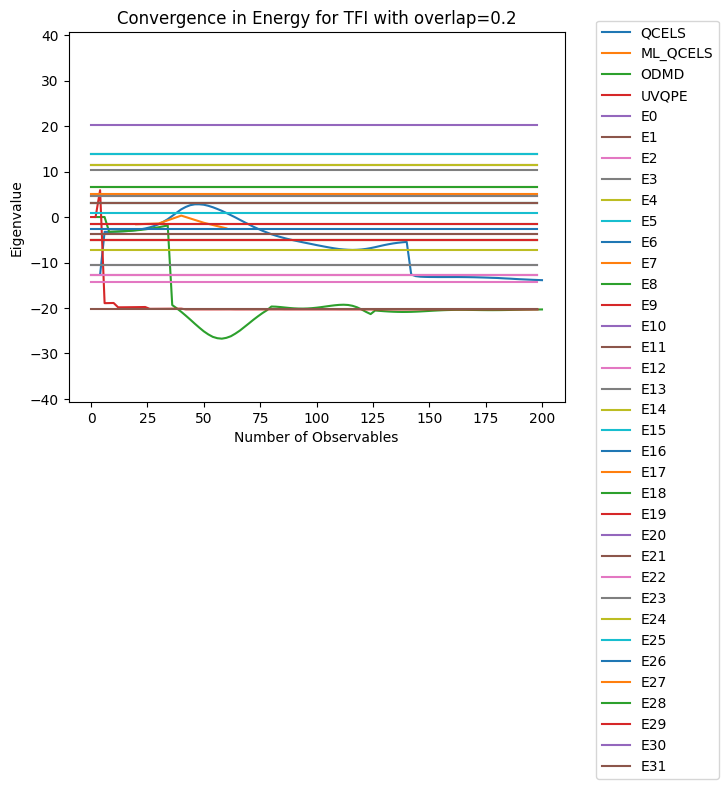 Convergence in Energy for TFI with overlap=0.2
Eigenvalue
40
30
20
10
0
−10
−20
−30
−40
0 25 50 75 100 125 150 175 200
Number of Observables
QCELS
ML_QCELS
ODMD
UVQPE
E0
E1
E2
E3
E4
E5
E6
E7
E8
E9
E10
E11
E12
E13
E14
E15
E16
E17
E18
E19
E20
E21
E22
E23
E24
E25
E26
E27
E28
E29
E30
E31